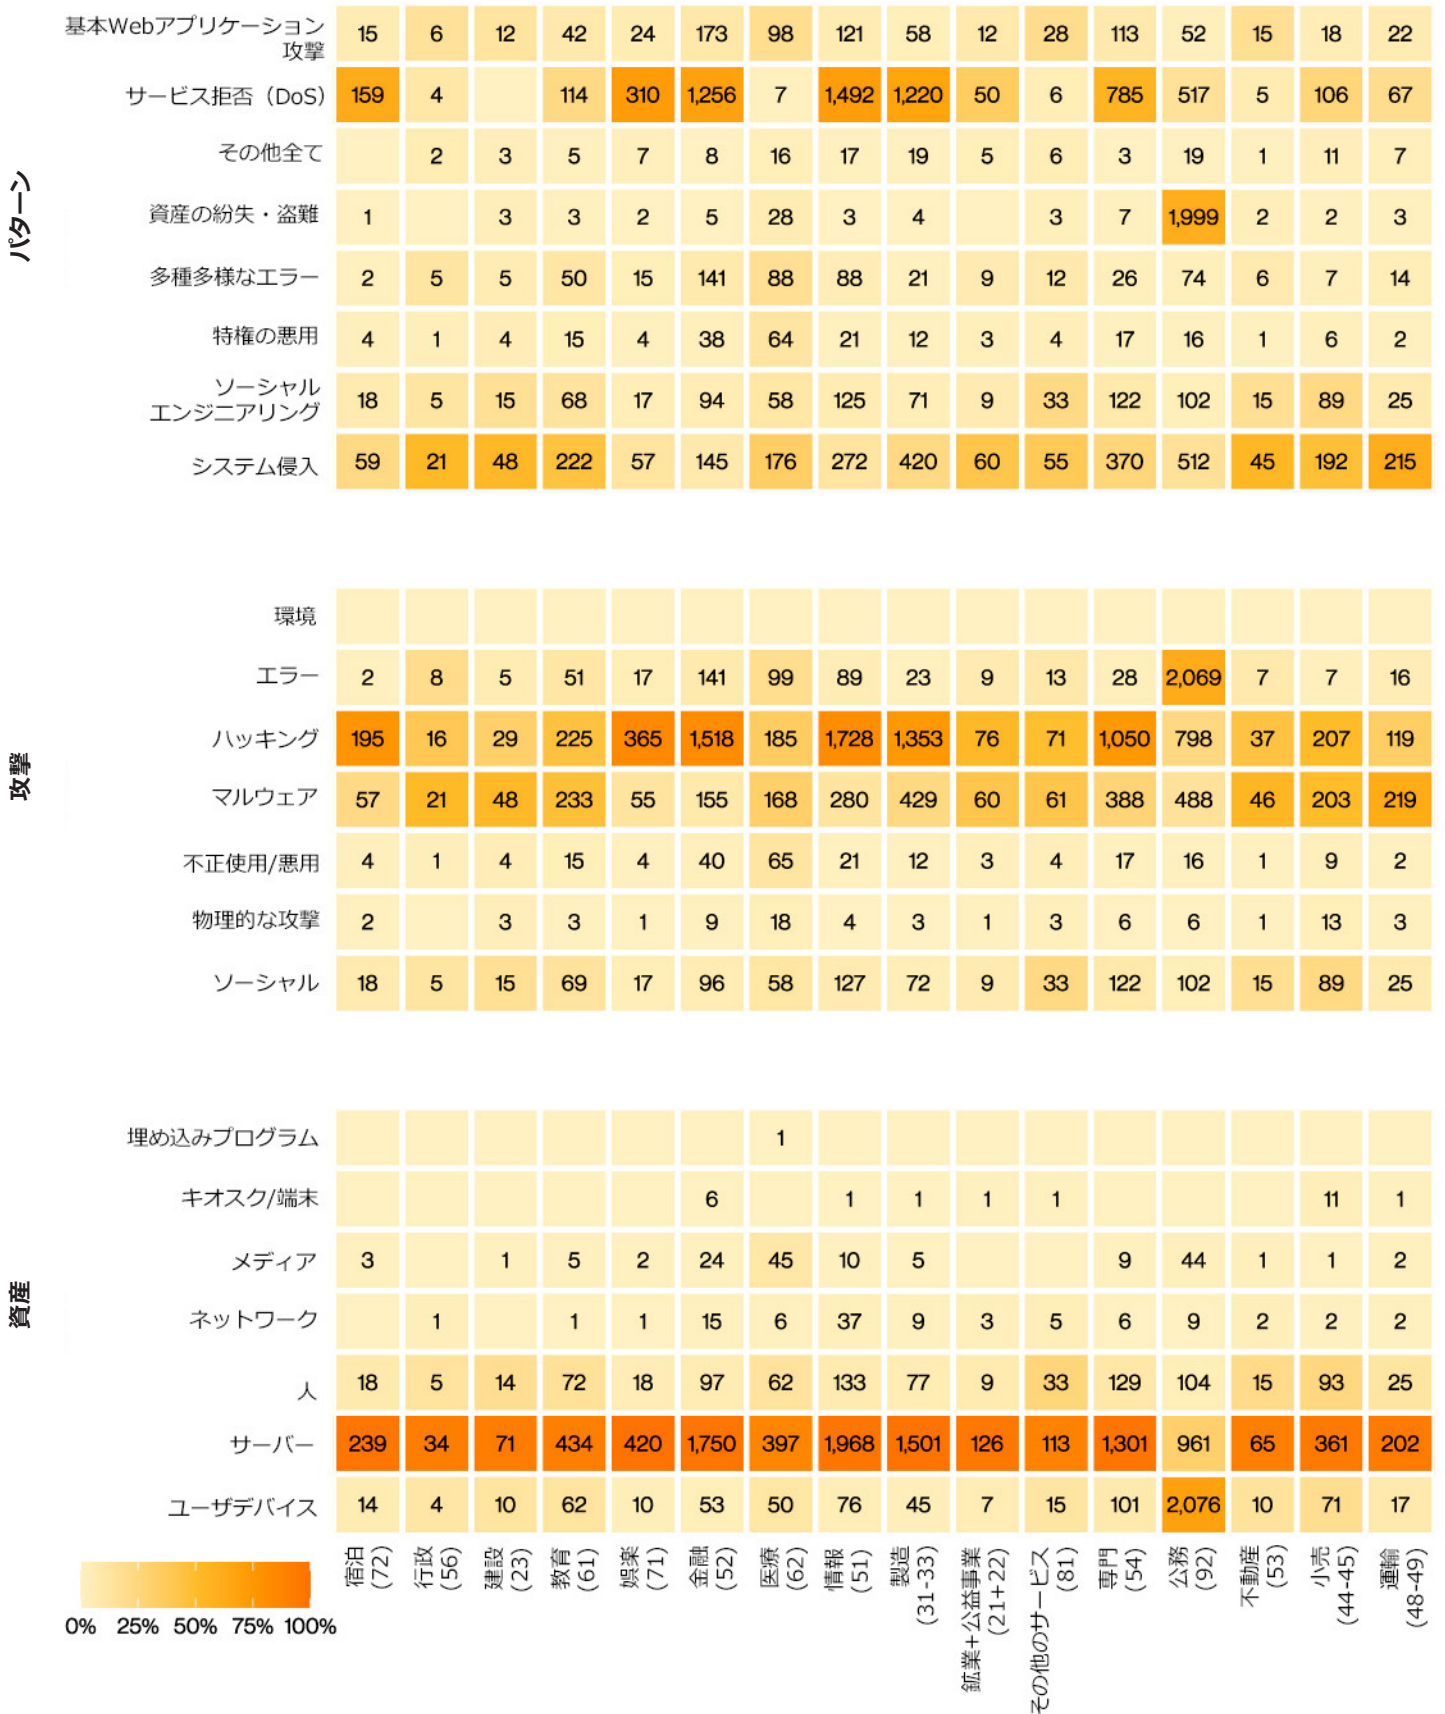 パターン
基本Webアプリケーション
攻撃 15 6 12 42 24 173 98 121 58 12 28 113 52 15 18 22
サービス拒否（DoS） 159 4 114 310 1,256 7 1,492 1,220 50 6 785 517 5 106 67
その他全て 2 3 5 7 8 16 17 19 5 6 3 19 1 11 7
資産の紛失・盗難 1 3 3 2 5 28 3 4 3 7 1,999 2 2 3
多種多様なエラー 2 5 5 50 15 141 88 88 21 9 12 26 74 6 7 14
特権の悪用 4 1 4 15 4 38 64 21 12 3 4 17 16 1 6 2
ソーシャル
エンジニアリング 18 5 15 68 17 94 58 125 71 9 33 122 102 15 89 25
システム侵入 59 21 48 222 57 145 176 272 420 60 55 370 512 45 192 215
攻撃
環境
エラー 2 8 5 51 17 141 99 89 23 9 13 28 2,069 7 7 16
ハッキング 195 16 29 225 365 1,518 185 1,728 1,353 76 71 1,050 798 37 207 119
マルウェア 57 21 48 233 55 155 168 280 429 60 61 388 488 46 203 219
不正使用/悪用 4 1 4 15 4 40 65 21 12 3 4 17 16 1 9 2
物理的な攻撃 2 3 3 1 9 18 4 3 1 3 6 6 1 13 3
ソーシャル 18 5 15 69 17 96 58 127 72 9 33 122 102 15 89 25
資産
埋め込みプログラム 1
キオスク/端末 6 1 1 1 1 11 1
メディア 3 1 5 2 24 45 10 5 9 44 1 1 2
ネットワーク 1 1 1 15 6 37 9 3 5 6 9 2 2 2
人 18 5 14 72 18 97 62 133 77 9 33 129 104 15 93 25
サーバー 239 34 71 434 420 1,750 397 1,968 1,501 126 113 1,301 961 65 361 202
ユーザデバイス 14 4 10 62 10 53 50 76 45 7 15 101 2,076 10 71 17
宿泊
(72)
行政
(56)
建設
(23)
教育
(61)
娯楽
(71)
金融
(52)
医療
(62)
情報
(51)
製造
(31-33)
鉱業+公益事業
(21+22)
その他のサービス
(81)
専門
(54)
公務
(92)
不動産
(53)
小売
(44-45)
運輸
(48-49)
0% 25% 50% 75% 100%